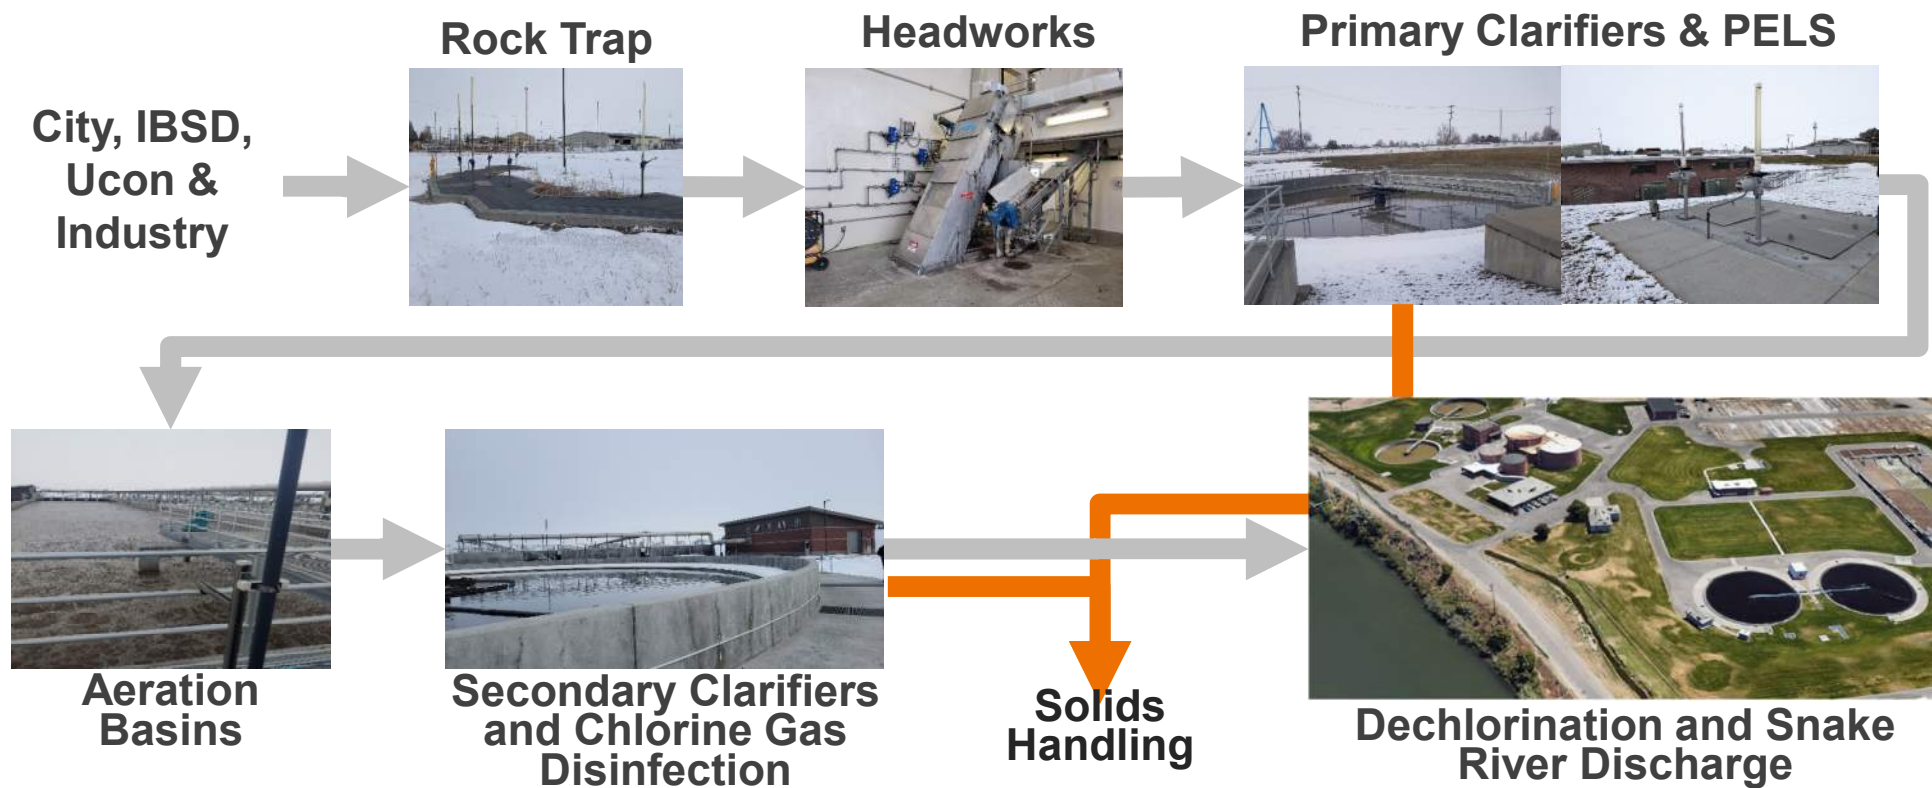 Rock Trap
Headworks
Primary Clarifiers & PELS
City, IBSD,
Ucon &
Industry
Aeration
Basins
Secondary Clarifiers
and Chlorine Gas
Disinfection
Solids
Handling
Dechlorination and Snake
River Discharge